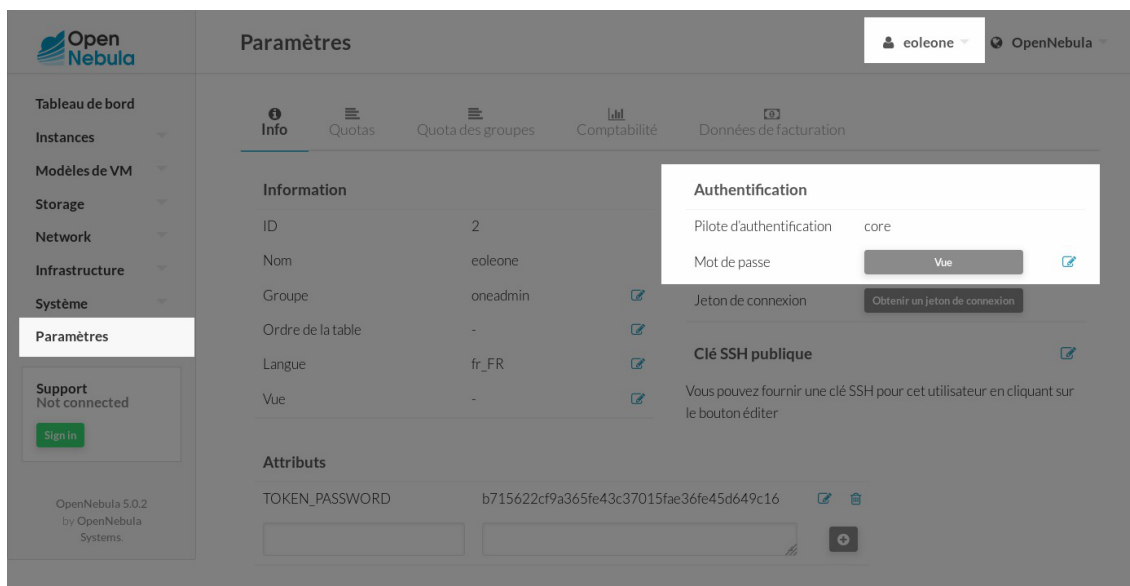 Open
Nebula
Paramètres
eoleone
OpenNebula
Tableau de bord
Instances
Modèles de VM
Storage
Network
Infrastructure
Système
Paramètres
Support
Not connected
Sign in
OpenNebula 5.0.2
by OpenNebula
Systems.
Info
Quotas
Quota des groupes
Comptabilité
Données de facturation
Information
ID 2
Nom eoleone
Groupe oneadmin
Ordre de la table -
Langue fr_FR
Vue -
Authentification
Pilote d'authentification core
Mot de passe Vue
Jeton de connexion Obtenir un jeton de connexion
Clé SSH publique
Vous pouvez fournir une clé SSH pour cet utilisateur en cliquant sur
le bouton éditer
Attributs
TOKEN_PASSWORD b715622cf9a365fe43c37015fae36fe45d649c16